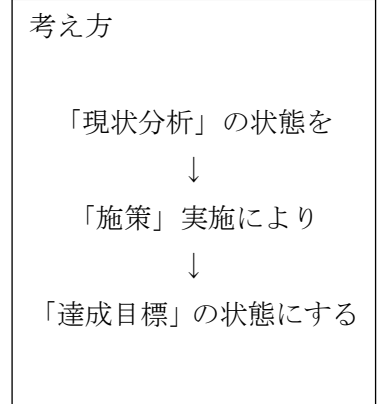 考え方
「現状分析」の状態を
↓
「施策」実施により
↓
「達成目標」の状態にする